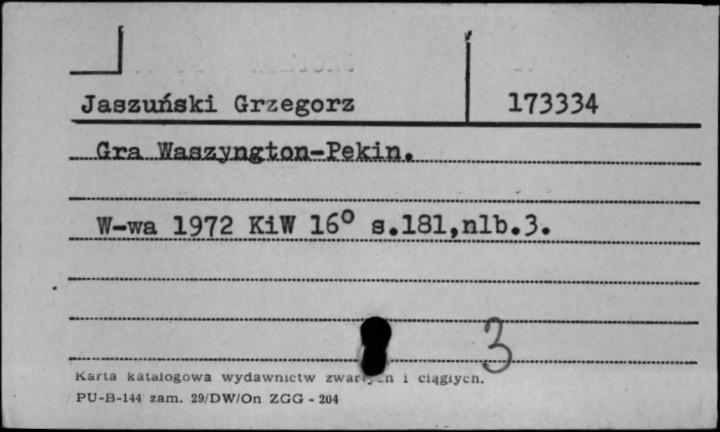 Jaszuński Grzegorz 173334
Gra Waszyngton-Pekin.
W-wa 1972 KiW 16° s.181,nlb.3.
3
Karta katalogowa wydawnictw zwartych i ciągłych.
PU-B-144 zam. 29/DW/On ZGG - 204